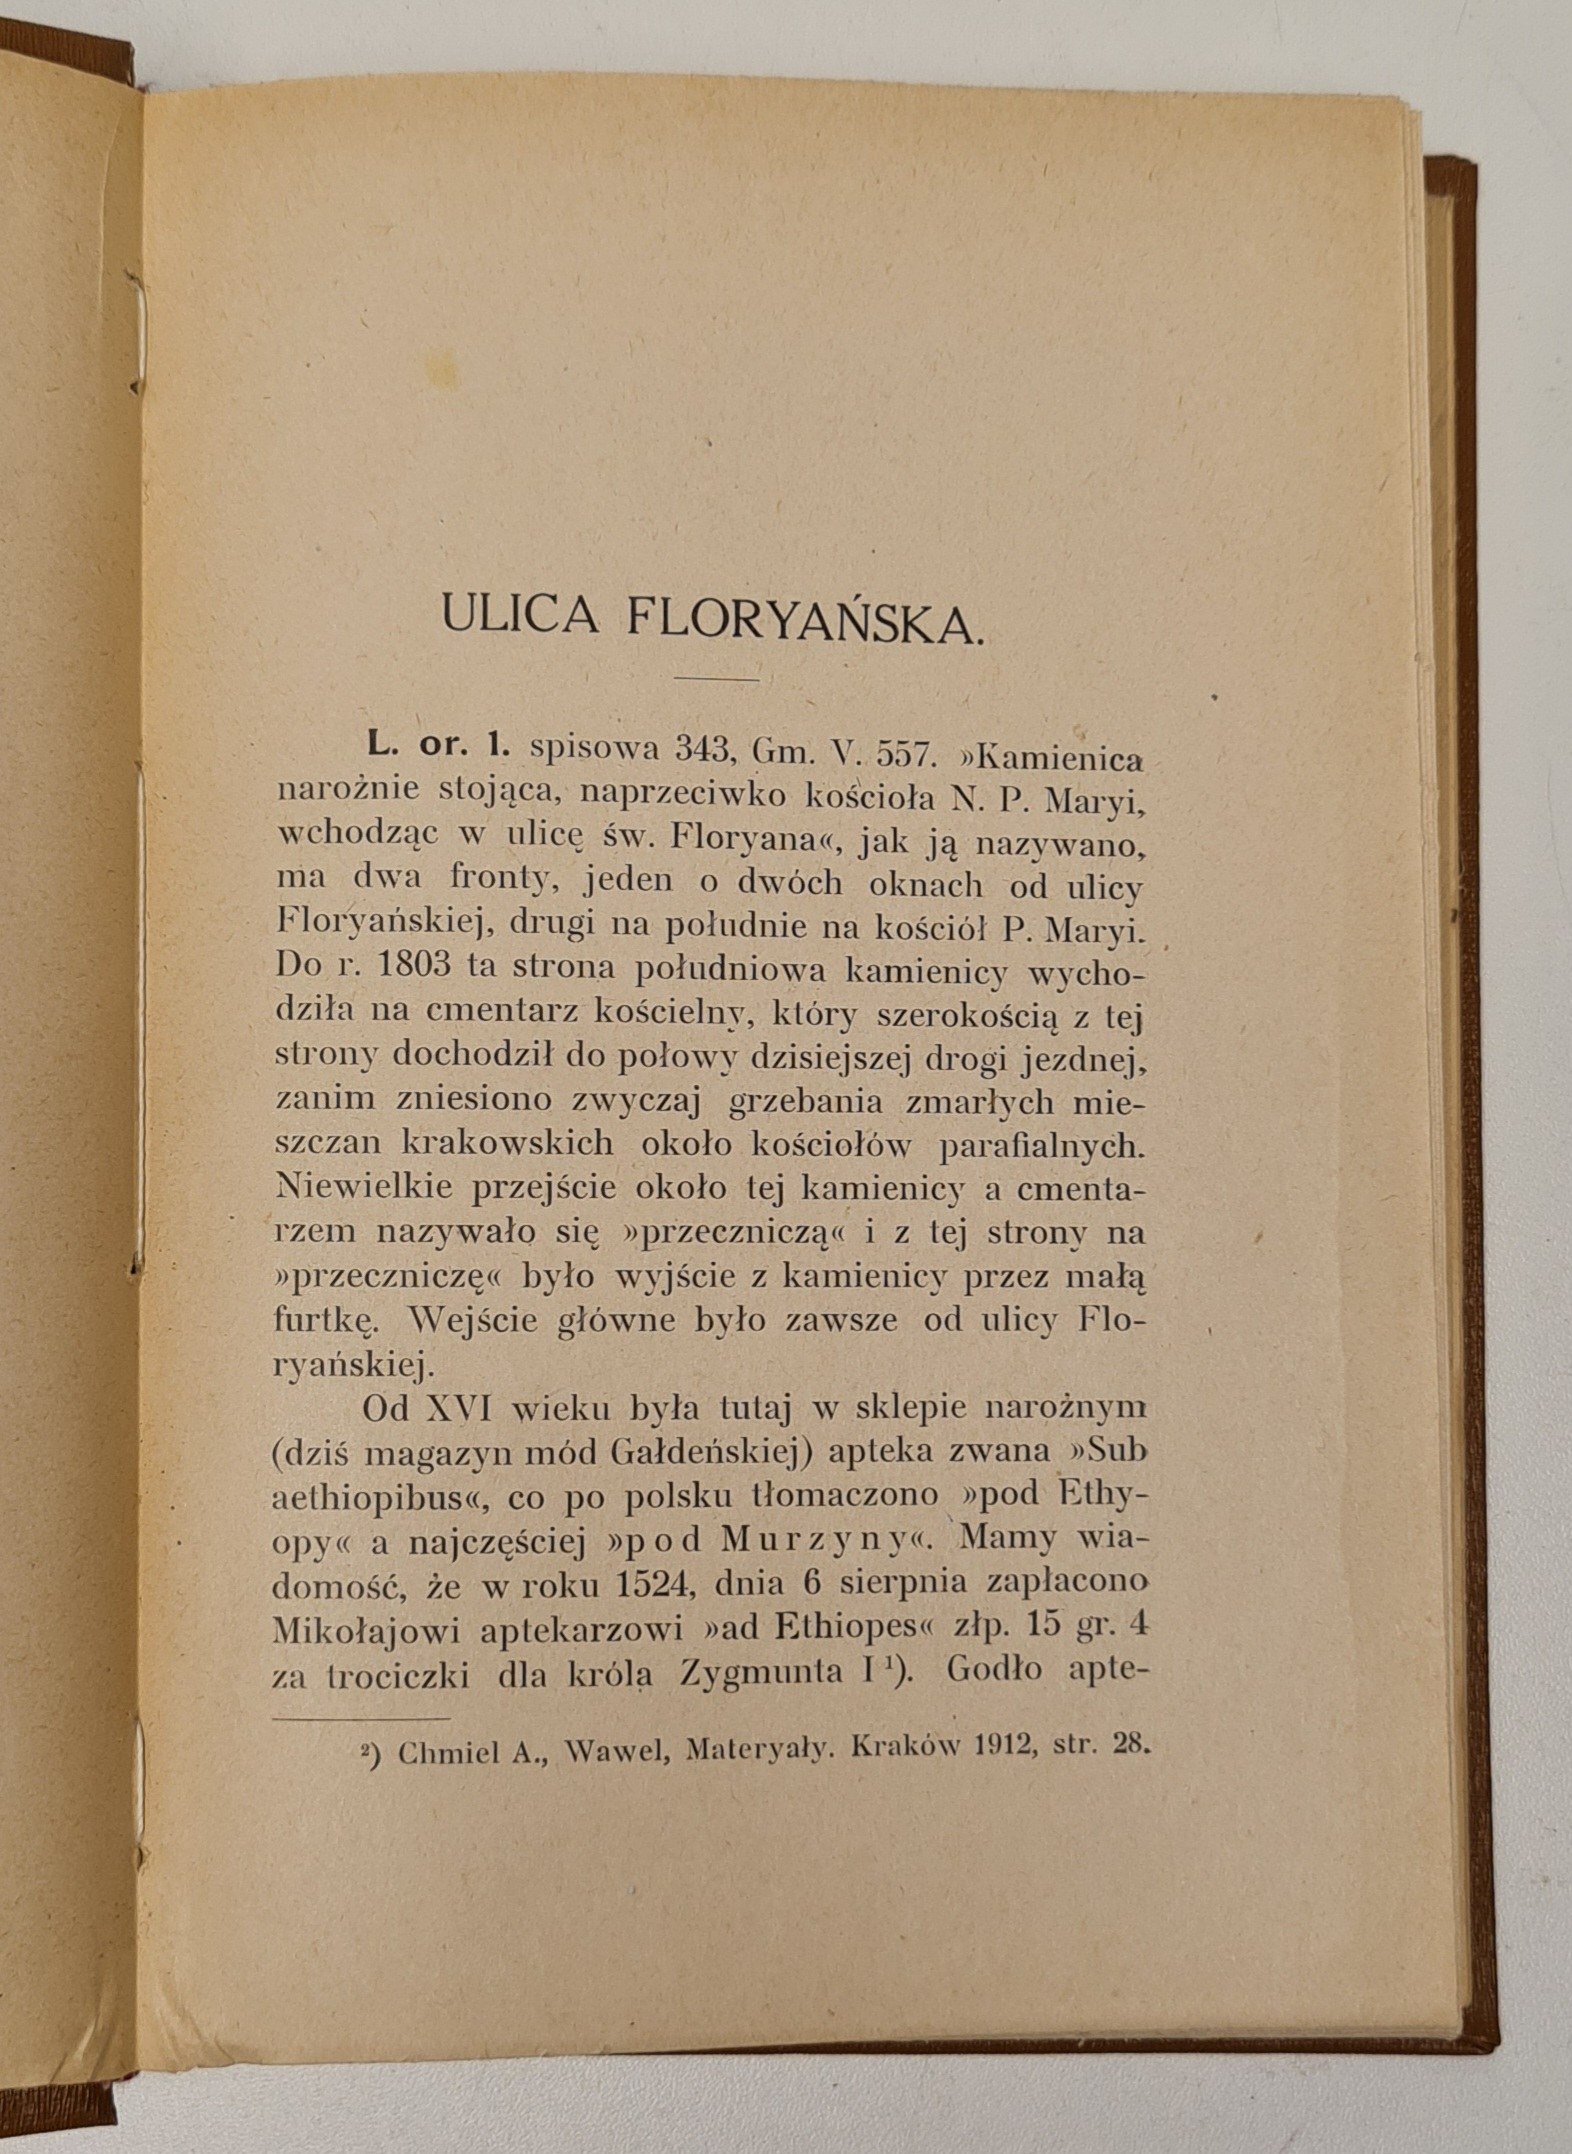 ULICA FLORYAŃSKA.
L. or. 1. spisowa 343, Gm. V. 557. »Kamienica
narożnie stojąca, naprzeciwko kościoła N. P. Maryi,
wchodząc w ulicę św. Floryana«, jak ją nazywano,
ma dwa fronty, jeden o dwóch oknach od ulicy
Floryańskiej, drugi na południe na kościół P. Maryi.
Do r. 1803 ta strona południowa kamienicy wycho-
dziła na cmentarz kościelny, który szerokością z tej
strony dochodził do połowy dzisiejszej drogi jezdnej,
zanim zniesiono zwyczaj grzebania zmarłych mie-
szczan krakowskich około kościołów parafialnych.
Niewielkie przejście około tej kamienicy a cmenta-
rzem nazywało się »przeczniczą« i z tej strony na
»przeczniczę« było wyjście z kamienicy przez małą
furtkę. Wejście główne było zawsze od ulicy Flo-
ryańskiej.
Od XVI wieku była tutaj w sklepie narożnym
(dziś magazyn mód Gałdeńskiej) apteka zwana »Sub
aethiopibus«, co po polsku tłomaczono »pod Ethy-
opy« a najczęściej »pod Murzyny«. Mamy wia-
domość, że w roku 1524, dnia 6 sierpnia zapłacono
Mikołajowi aptekarzowi »ad Ethiopes« złp. 15 gr. 4
za trociczki dla króla Zygmunta I ¹). Godło apte-
²) Chmiel A., Wawel, Materyały. Kraków 1912, str. 28.